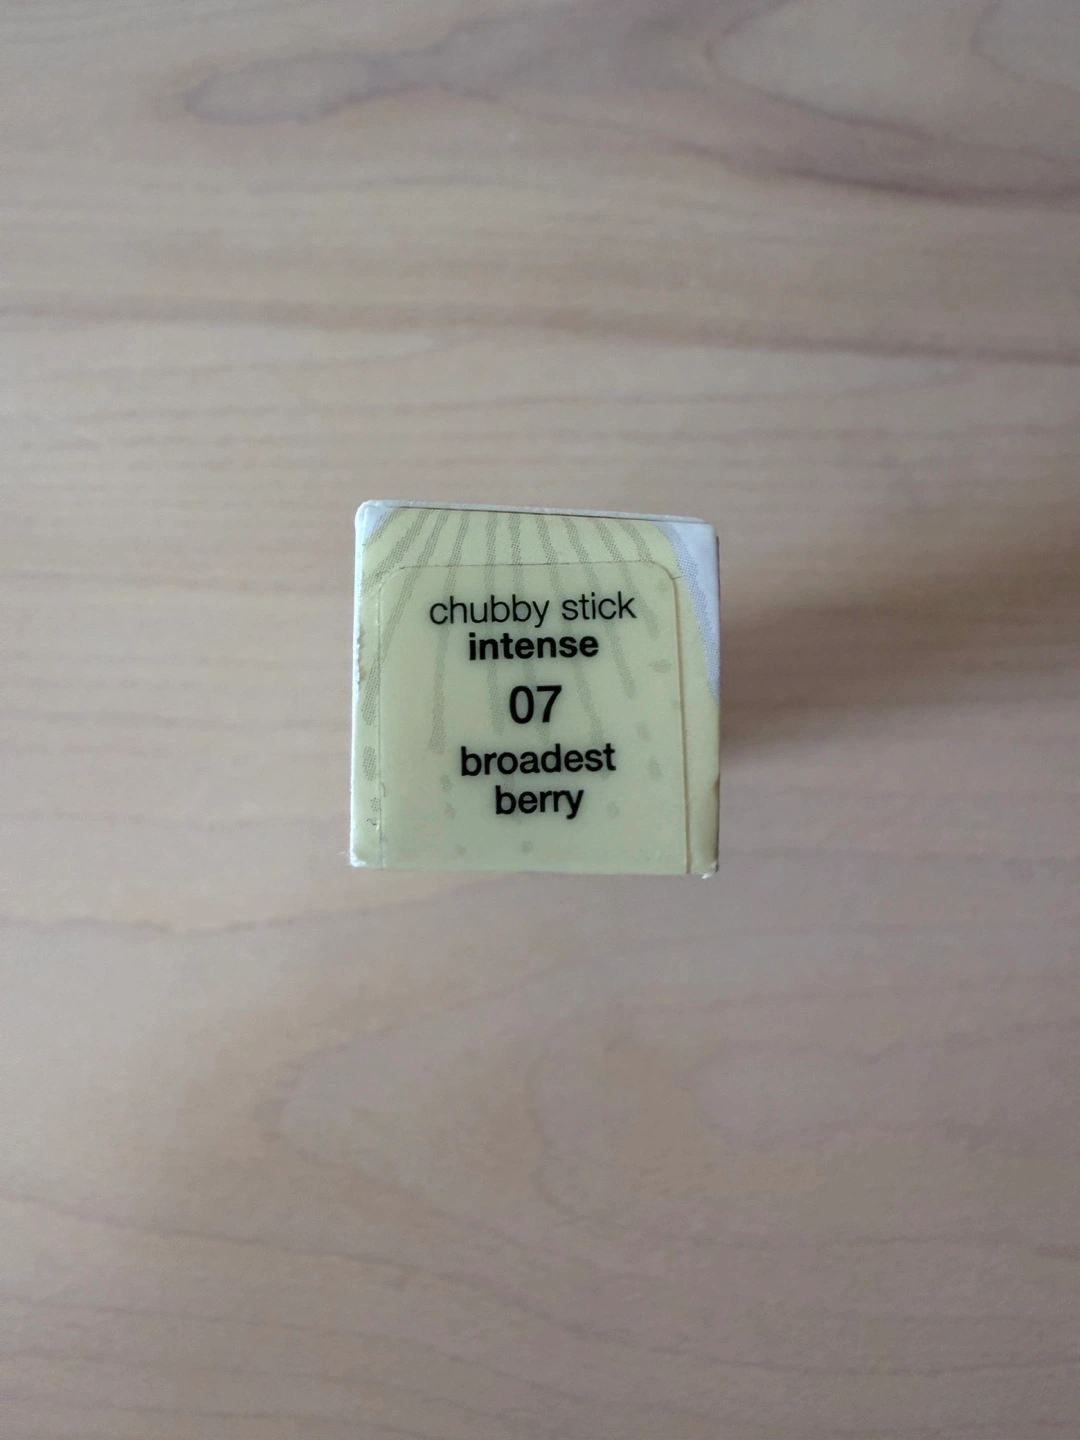 chubby stick
intense
07
broadest
berry